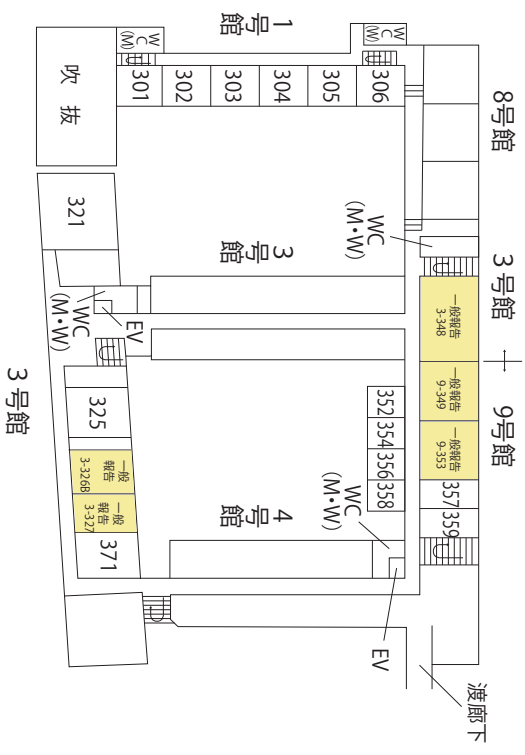 1号館
WC
(M)
WC
(M)
301
302
303
304
305
306
吹抜
8号館
3号館
9号館
321
WC
(M・W)
3号館
一般報告
3-348
一般報告
9-349
一般報告
9-353
WC
(M・W)
EV
3号館
325
352
354
356
358
357
359
一般
報告
3-326B
一般
報告
3-327
371
4号館
WC
(M・W)
EV
渡廊下